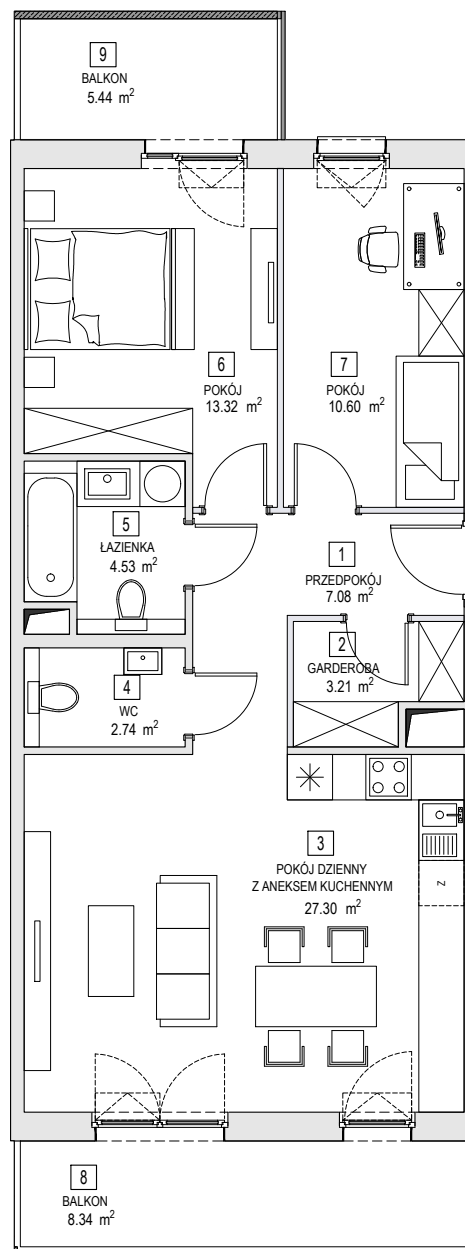 9
BALKON
5.44 m²
6
POKÓJ
13.32 m²
7
POKÓJ
10.60 m²
5
ŁAZIENKA
4.53 m²
1
PRZEDPOKÓJ
7.08 m²
2
GARDEROBA
3.21 m²
4
WC
2.74 m²
3
POKÓJ DZIENNY
Z ANEKSEM KUCHENNYM
27.30 m²
Z
8
BALKON
8.34 m²